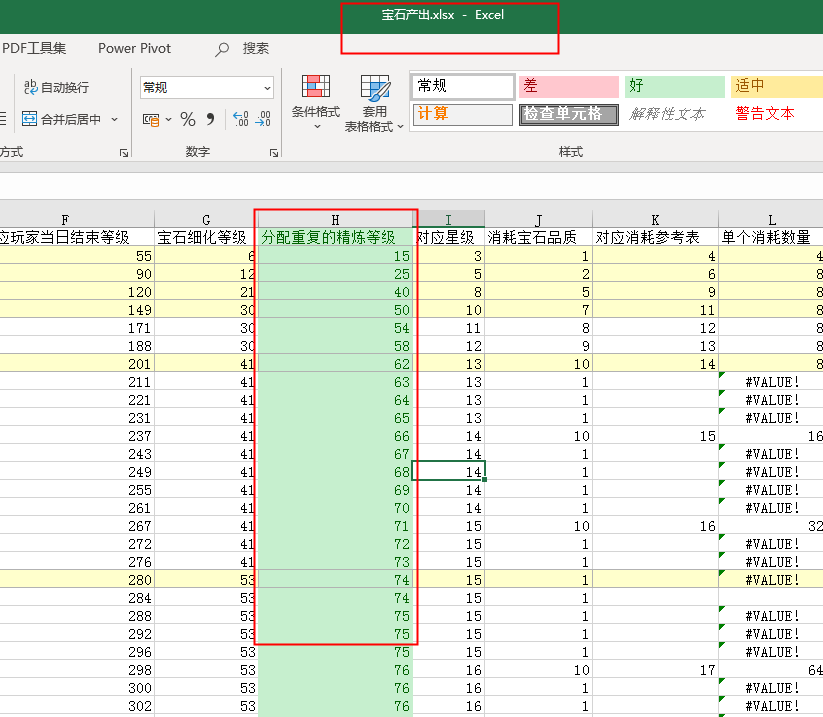 宝石产出.xlsx - Excel
PDF工具集 Power Pivot 搜索
自动换行 常规 条件格式 套用 表格格式 常规 差 好 适中
合并后居中 % 计算 检查单元格 解释性文本 警告文本
方式 数字 样式
F G H I J K L
应玩家当日结束等级 宝石细化等级 分配重复的精炼等级 对应星级 消耗宝石品质 对应消耗参考表 单个消耗数量
55 6 15 3 1 4 4
90 12 25 5 2 6 8
120 21 40 8 5 9 8
149 30 50 10 7 11 8
171 30 54 11 8 12 8
188 30 58 12 9 13 8
201 41 62 13 10 14 8
211 41 63 13 1 #VALUE!
221 41 64 13 1 #VALUE!
231 41 65 13 1 #VALUE!
237 41 66 14 10 15 16
243 41 67 14 1 #VALUE!
249 41 68 14 1 #VALUE!
255 41 69 14 1 #VALUE!
261 41 70 14 1 #VALUE!
267 41 71 15 10 16 32
272 41 72 15 1 #VALUE!
276 41 73 15 1 #VALUE!
280 53 74 15 1 #VALUE!
284 53 74 15 1
288 53 75 15 1 #VALUE!
292 53 75 15 1 #VALUE!
296 53 75 15 1 #VALUE!
298 53 76 16 10 17 64
300 53 76 16 1 #VALUE!
302 53 76 16 1 #VALUE!